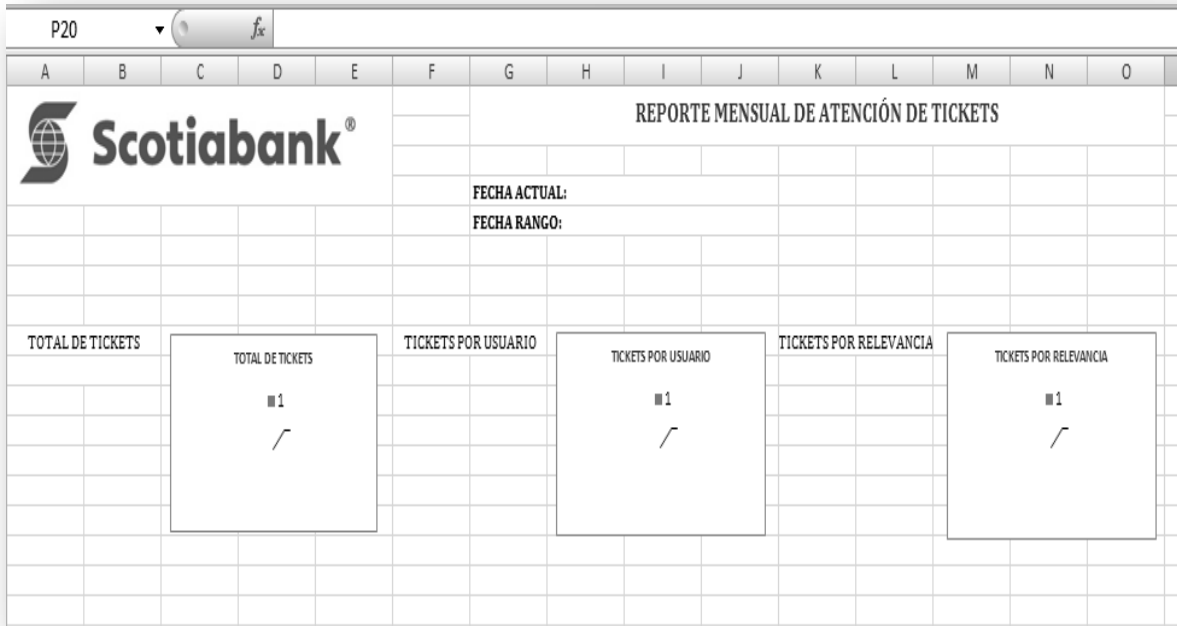 P20 fx
A B C D E F G H I J K L M N O
Scotiabank®
REPORTE MENSUAL DE ATENCIÓN DE TICKETS
FECHA ACTUAL:
FECHA RANGO:
TOTAL DE TICKETS
TOTAL DE TICKETS
1
TICKETS POR USUARIO
TICKETS POR USUARIO
1
TICKETS POR RELEVANCIA
TICKETS POR RELEVANCIA
1